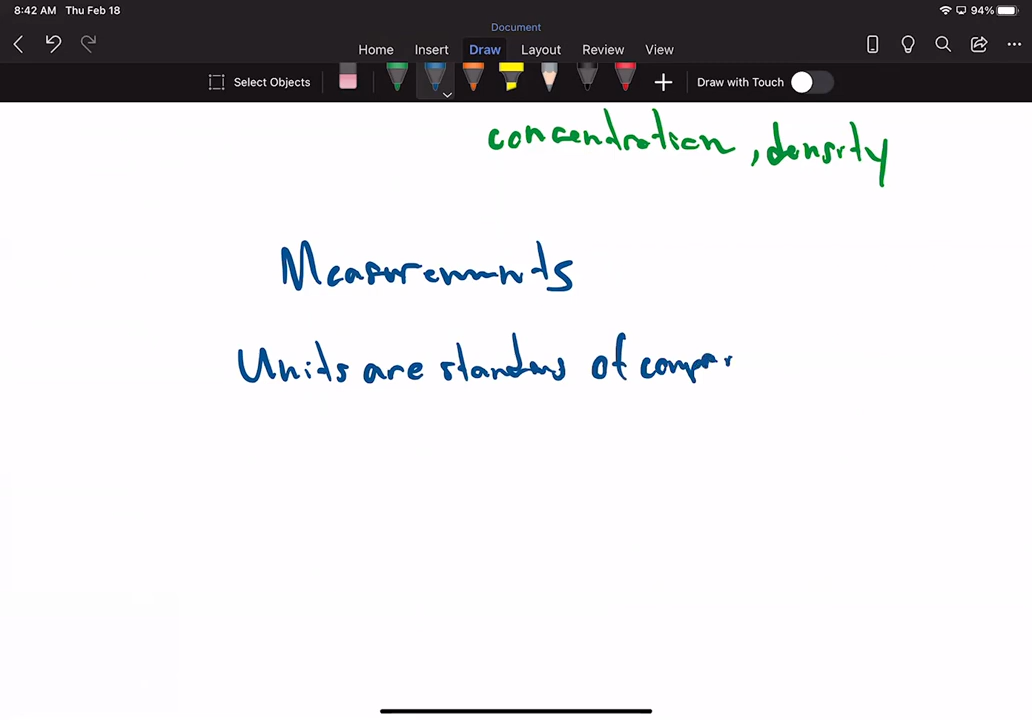 8:42 AM Thu Feb 18
94%
Document
Home Insert Draw Layout Review View
Select Objects
Draw with Touch
concentration, density
Measurements
Units are standards of compar